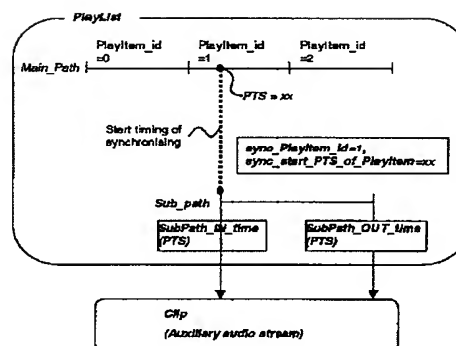 PlayList
PlayItem_id PlayItem_id PlayItem_id
=0 =1 =2
Main_Path
PTS = xx
Start timing of
synchronising
sync_PlayItem_id=1,
sync_start_PTS_of_PlayItem=xx
Sub_path
SubPath_IN_time
(PTS)
SubPath_OUT_time
(PTS)
Clip
(Auxiliary audio stream)